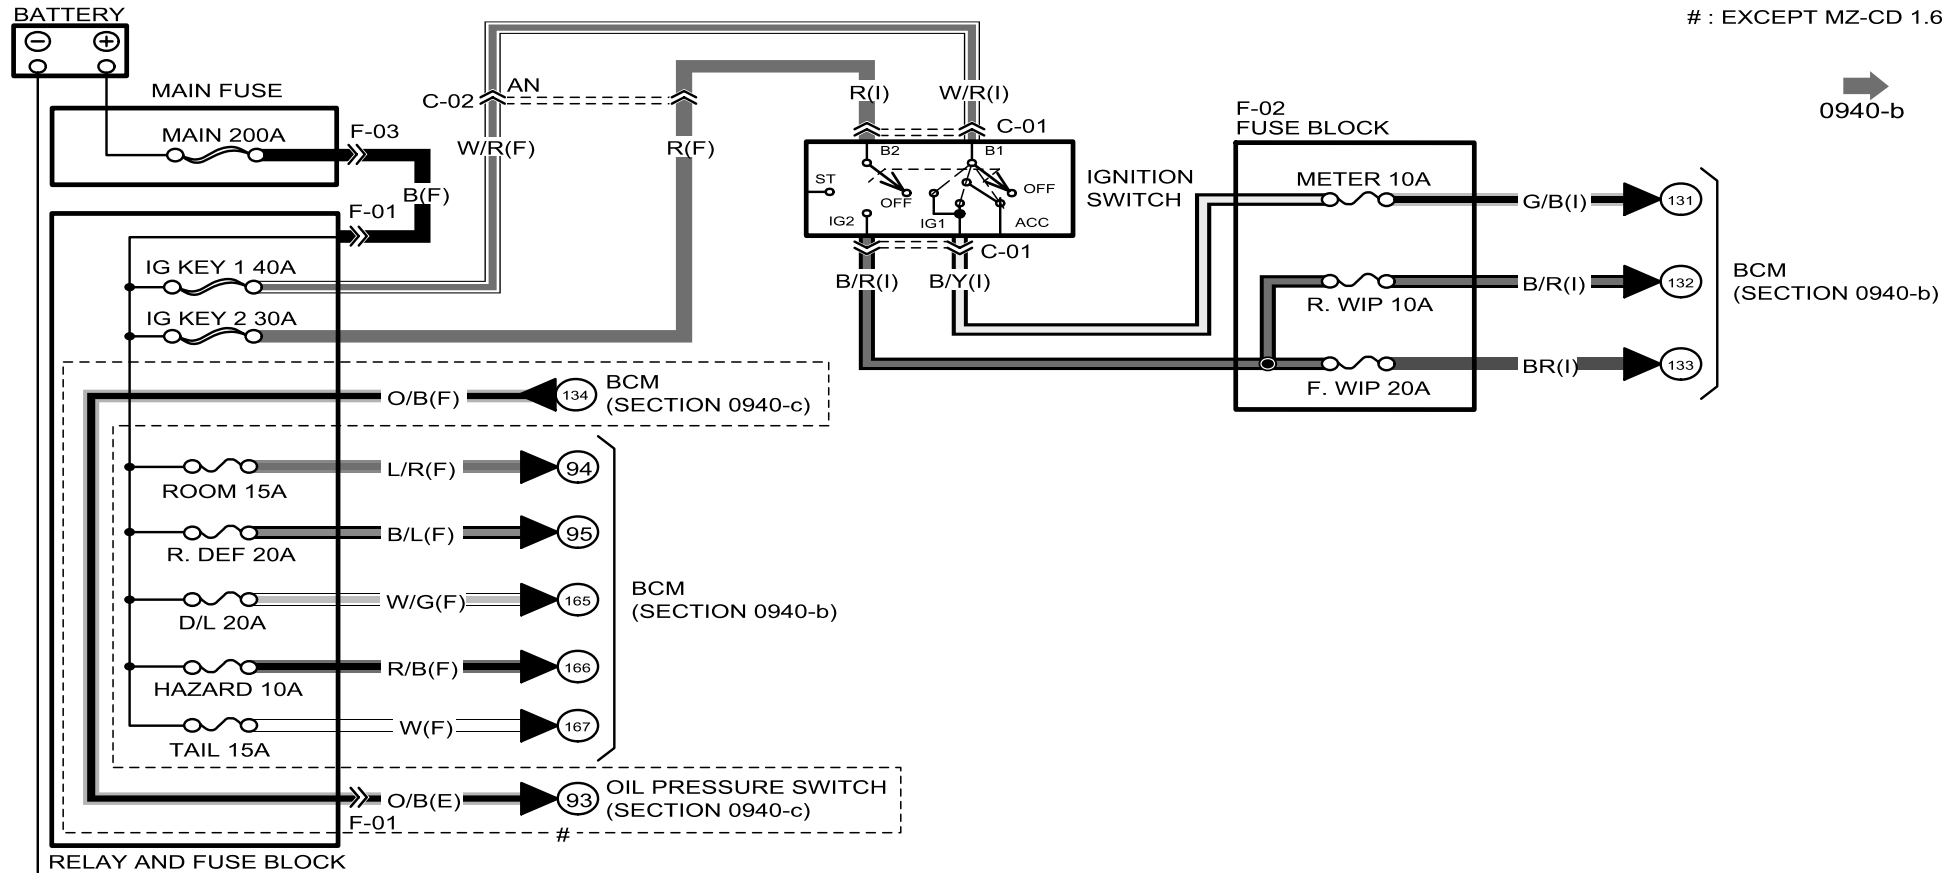 BATTERY
# : EXCEPT MZ-CD 1.6
− +
MAIN FUSE
MAIN 200A
F-03
B(F)
F-01
C-02
AN
W/R(F)
R(F)
R(I)
W/R(I)
C-01
B2
B1
ST
OFF
OFF
IG2
IG1
ACC
IGNITION
SWITCH
C-01
B/R(I)
B/Y(I)
F-02
FUSE BLOCK
METER 10A
G/B(I)
131
R. WIP 10A
B/R(I)
132
F. WIP 20A
BR(I)
133
BCM
(SECTION 0940-b)
0940-b
IG KEY 1 40A
IG KEY 2 30A
O/B(F)
134
BCM
(SECTION 0940-c)
ROOM 15A
L/R(F)
94
R. DEF 20A
B/L(F)
95
D/L 20A
W/G(F)
165
HAZARD 10A
R/B(F)
166
TAIL 15A
W(F)
167
BCM
(SECTION 0940-b)
F-01
O/B(E)
93
#
OIL PRESSURE SWITCH
(SECTION 0940-c)
RELAY AND FUSE BLOCK